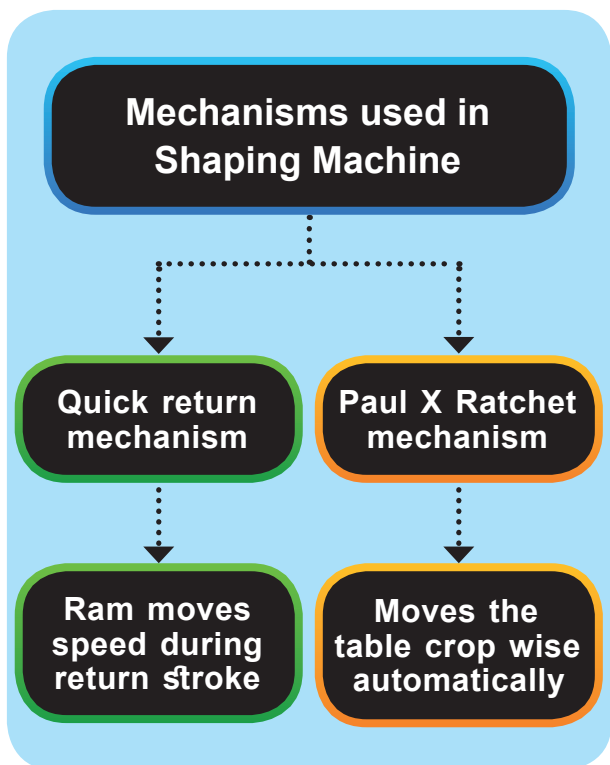 Mechanisms used in
Shaping Machine
Quick return
mechanism
Paul X Ratchet
mechanism
Ram moves
speed during
return stroke
Moves the
table crop wise
automatically